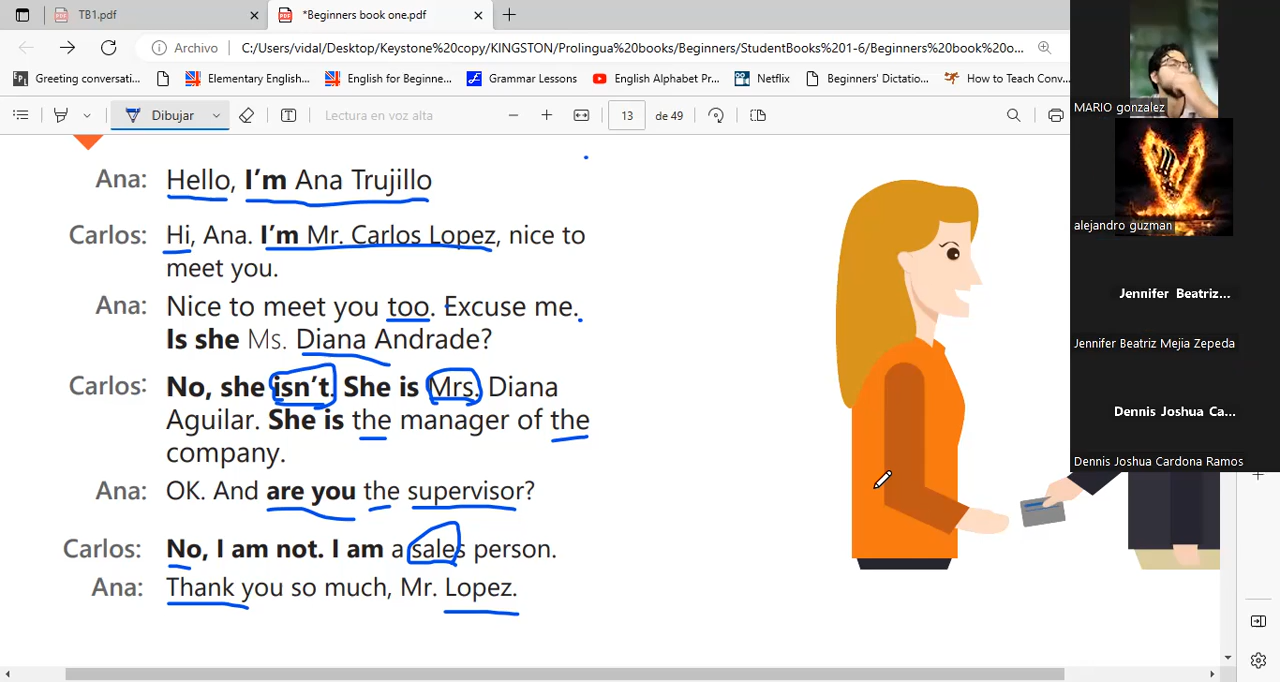 TB1.pdf
*Beginners book one.pdf
Archivo
C:/Users/vidal/Desktop/Keystone%20copy/KINGSTON/Prolingua%20books/Beginners/StudentBooks%201-6/Beginners%20book%20o...
Greeting conversati...
Elementary English...
English for Beginne...
Grammar Lessons
English Alphabet Pr...
Netflix
Beginners' Dictatio...
How to Teach Conv...
Dibujar
Lectura en voz alta
13
de 49
Ana: Hello, I'm Ana Trujillo
Carlos: Hi, Ana. I'm Mr. Carlos Lopez, nice to
meet you.
Ana: Nice to meet you too. Excuse me.
Is she Ms. Diana Andrade?
Carlos: No, she isn't. She is Mrs. Diana
Aguilar. She is the manager of the
company.
Ana: OK. And are you the supervisor?
Carlos: No, I am not. I am a sales person.
Ana: Thank you so much, Mr. Lopez.
MARIO gonzalez
alejandro guzman
Jennifer Beatriz...
Jennifer Beatriz Mejia Zepeda
Dennis Joshua Ca...
Dennis Joshua Cardona Ramos